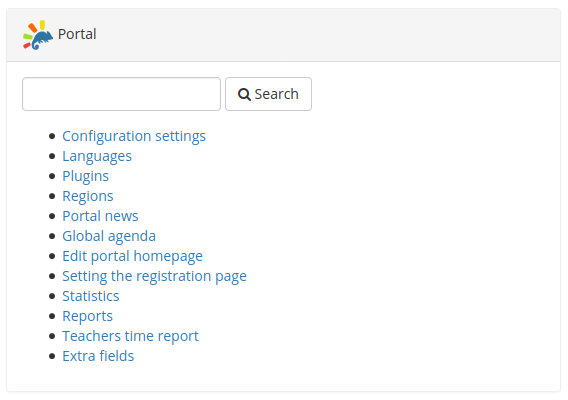 Portal
Search
Configuration settings
Languages
Plugins
Regions
Portal news
Global agenda
Edit portal homepage
Setting the registration page
Statistics
Reports
Teachers time report
Extra fields